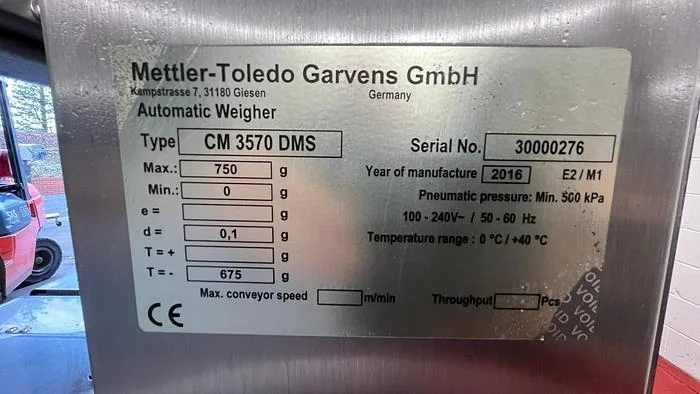 Mettler-Toledo Garvens GmbH
Kampstrasse 7, 31180 Giesen Germany
Automatic Weigher
Type CM 3570 DMS Serial No. 30000276
Max.: 750 g Year of manufacture 2016 E2 / M1
Min.: 0 g Pneumatic pressure: Min. 500 kPa
e = g 100 - 240V~ / 50 - 60 Hz
d = 0,1 g Temperature range : 0 °C / +40 °C
T = + g
T = - 675 g
Max. conveyor speed m/min Throughput Pcs
CE
VOID VOID